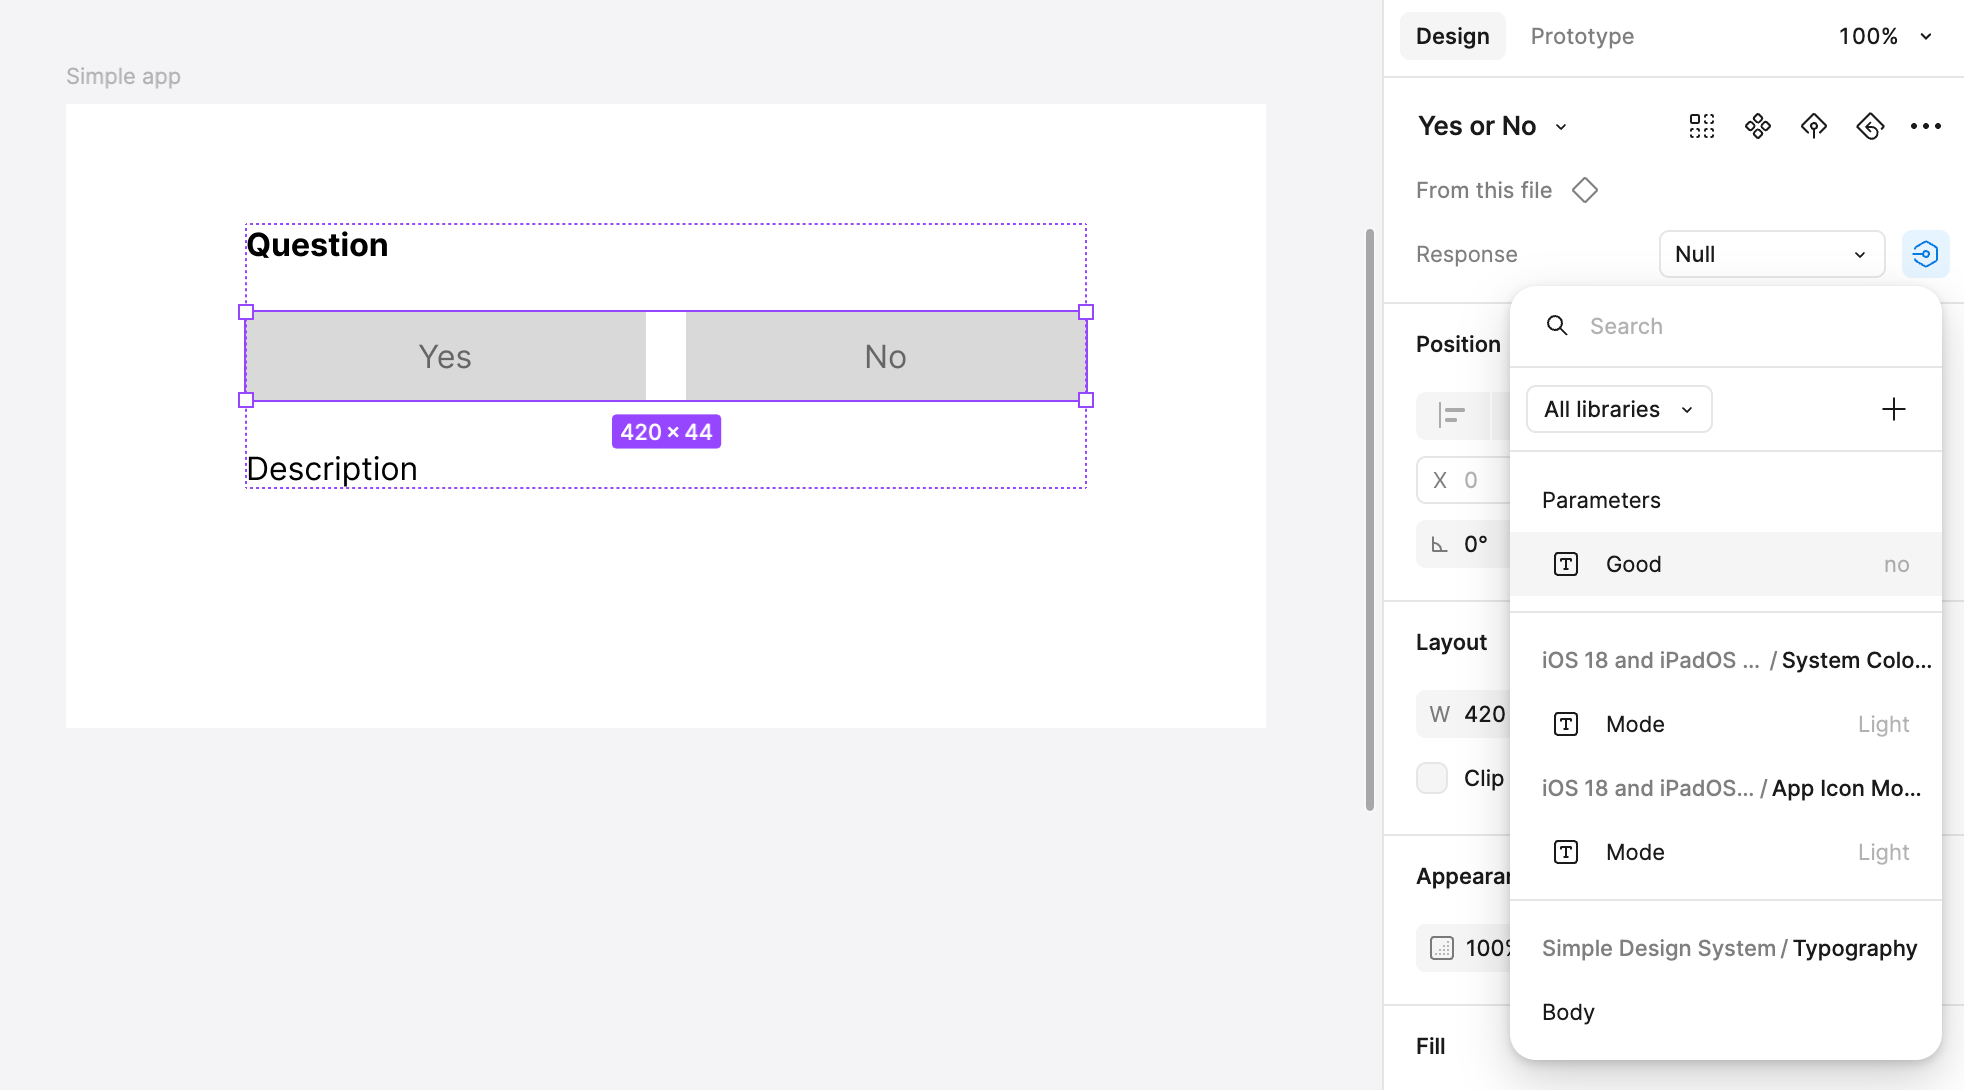 Simple app
Question
Yes
No
420 × 44
Description
Design
Prototype
100%
Yes or No
From this file
Response
Null
Position
X 0
0°
Layout
W 420
Clip
Appearan
100%
Fill
Search
All libraries
Parameters
Good
no
iOS 18 and iPadOS ... / System Colo...
Mode
Light
iOS 18 and iPadOS... / App Icon Mo...
Mode
Light
Simple Design System / Typography
Body